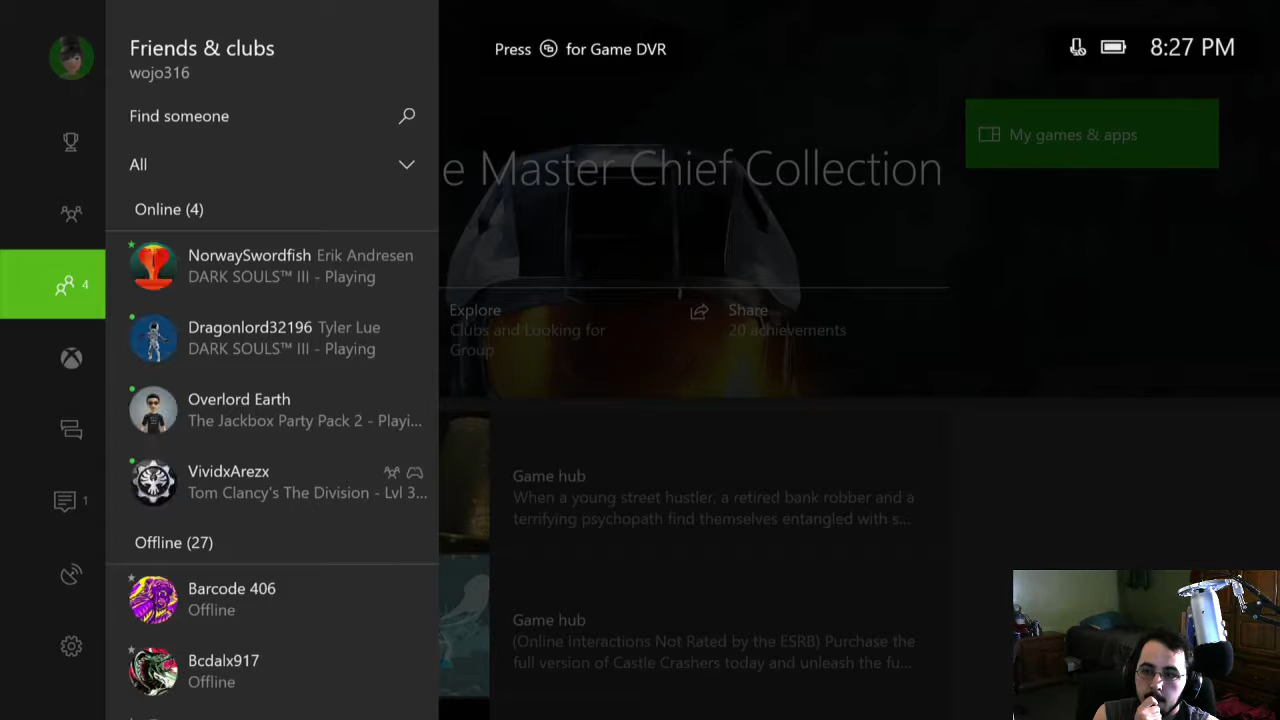 Friends & clubs
wojo316
Find someone
All
Online (4)
NorwaySwordfish Erik Andresen
DARK SOULS™ III - Playing
Dragonlord32196 Tyler Lue
DARK SOULS™ III - Playing
Overlord Earth
The Jackbox Party Pack 2 - Playi...
VividxArezx
Tom Clancy's The Division - Lvl 3...
Offline (27)
Barcode 406
Offline
Bcdalx917
Offline
4
1
Press for Game DVR
8:27 PM
My games & apps
e Master Chief Collection
Explore
Clubs and Looking for
Group
Share
20 achievements
Game hub
When a young street hustler, a retired bank robber and a
terrifying psychopath find themselves entangled with s...
Game hub
(Online Interactions Not Rated by the ESRB) Purchase the
full version of Castle Crashers today and unleash the fu...